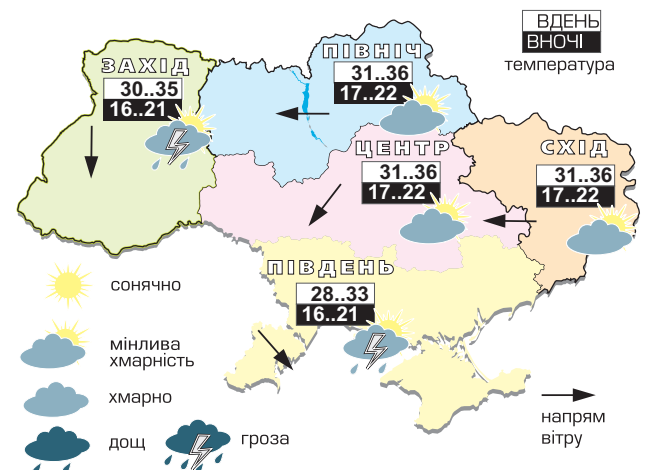 ВДЕНЬ
ВНОЧІ
температура
ЗАХІД
30..35
16..21
ПІВНІЧ
31..36
17..22
ЦЕНТР
31..36
17..22
СХІД
31..36
17..22
ПІВДЕНЬ
28..33
16..21
сонячно
мінлива
хмарність
хмарно
дощ
гроза
напрям
вітру